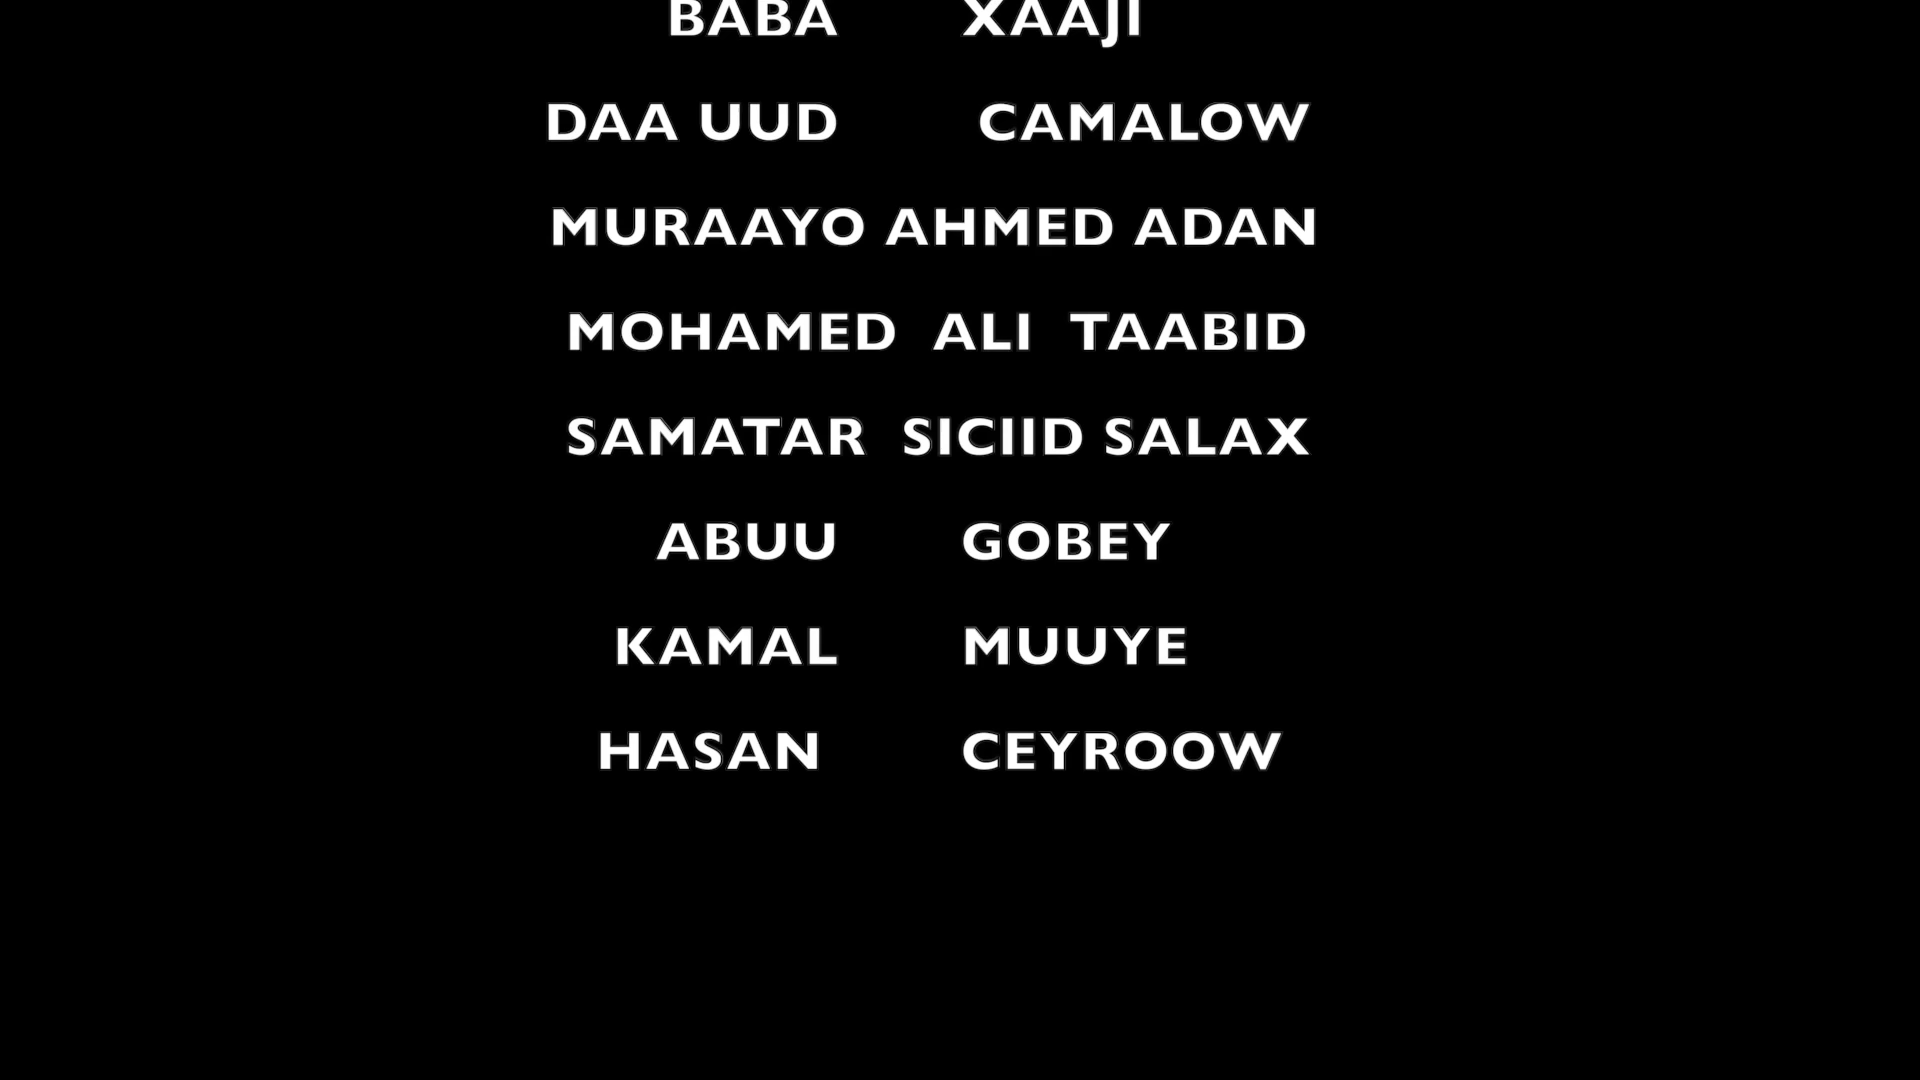 BABA XAAJI
DAA UUD CAMALOW
MURAAYO AHMED ADAN
MOHAMED ALI TAABID
SAMATAR SICIID SALAX
ABUU GOBEY
KAMAL MUUYE
HASAN CEYROOW